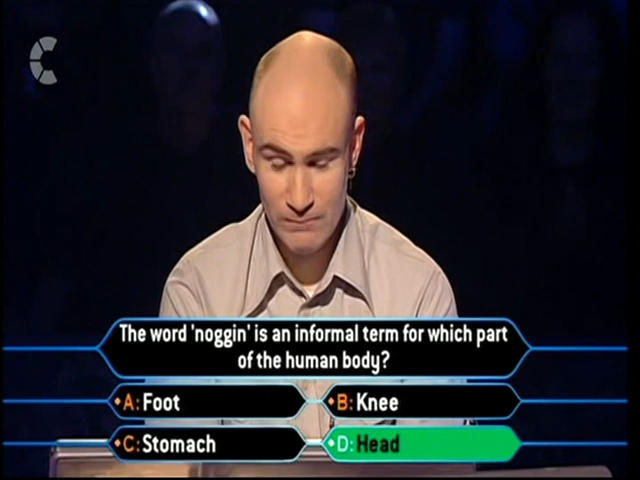 The word 'noggin' is an informal term for which part
of the human body?
A: Foot
B: Knee
C: Stomach
D: Head